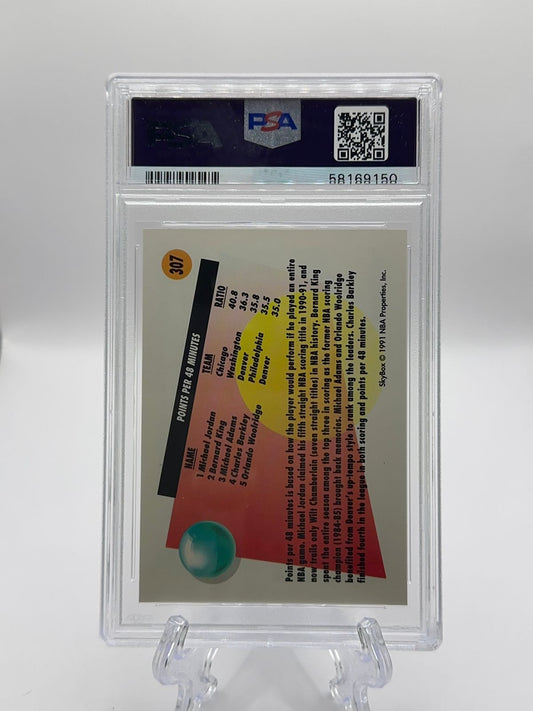 PSA
58169150
307
POINTS PER 48 MINUTES
NAME TEAM RATIO
1 Michael Jordan Chicago 40.8
2 Bernard King Washington 36.3
3 Michael Adams Denver 35.8
4 Charles Barkley Philadelphia 35.5
5 Orlando Woolridge Denver 35.0
Points per 48 minutes is based on how the player would perform if he played an entire
NBA game. Michael Jordan claimed his fifth straight NBA scoring title in 1990-91, and
now trails only Wilt Chamberlain (seven straight titles) in NBA history. Bernard King
spent the entire season among the top three in scoring as the former NBA scoring
champion (1984-85) brought back memories. Michael Adams and Orlando Woolridge
benefited from Denver's up-tempo style to rank among the leaders. Charles Barkley
finished fourth in the league in both scoring and points per 48 minutes.
SkyBox © 1991 NBA Properties, Inc.